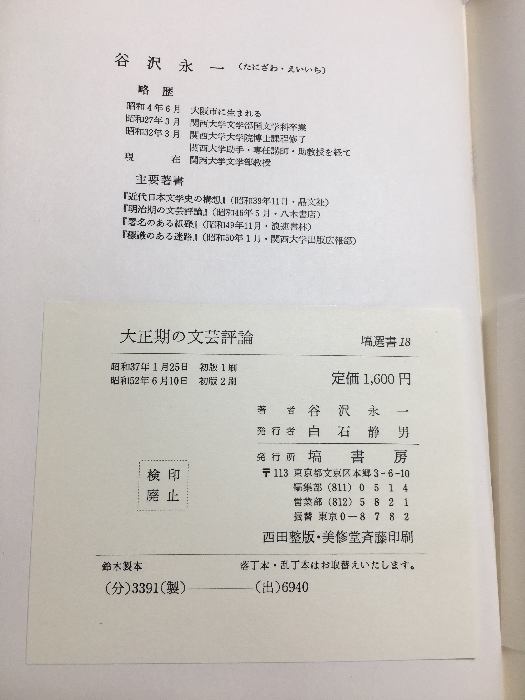 谷沢永一 (たにざわ・えいいち)
略歴
昭和4年6月 大阪市に生まれる
昭和27年3月 関西大学文学部国文学科卒業
昭和32年3月 関西大学大学院博士課程修了
関西大学助手・専任講師・助教授を経て
現在 関西大学文学部教授
主要著書
『近代日本文学史の構想』(昭和39年11月・晶文社)
『明治期の文芸評論』(昭和46年5月・八木書店)
『署名のある紙礫』(昭和49年11月・浪速書林)
『標識のある迷路』(昭和50年1月・関西大学出版広報部)
大正期の文芸評論 塙選書18
昭和37年1月25日 初版1刷
昭和52年6月10日 初版2刷
定価1,600円
著者 谷沢永一
発行者 白石静男
発行所 塙書房
〒113 東京都文京区本郷3-6-10
編集部 (811) 0514
営業部 (812) 5821
振替 東京0-8782
検印
廃止
西田整版・美修堂斉藤印刷
鈴木製本 落丁本・乱丁本はお取替えいたします。
(分)3391(製)――(出)6940